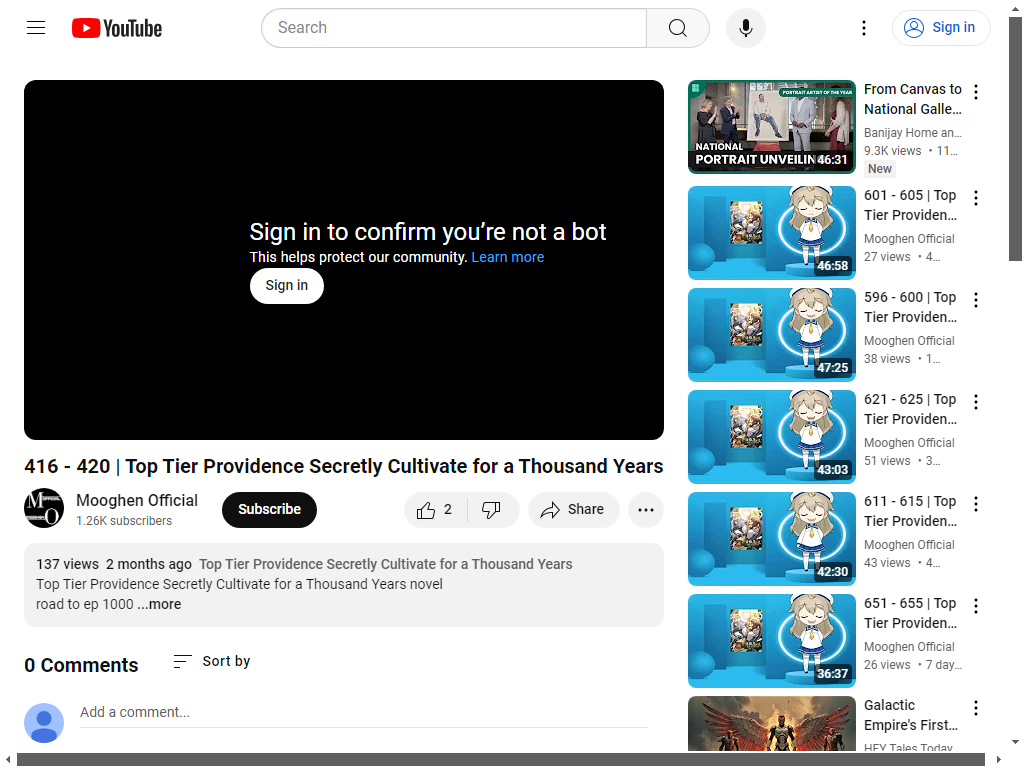 YouTube
Search
Sign in
Sign in to confirm you’re not a bot
This helps protect our community. Learn more
Sign in
416 - 420 | Top Tier Providence Secretly Cultivate for a Thousand Years
Mooghen Official
1.26K subscribers
Subscribe
2
Share
137 views 2 months ago Top Tier Providence Secretly Cultivate for a Thousand Years
Top Tier Providence Secretly Cultivate for a Thousand Years novel
road to ep 1000 ...more
0 Comments
Sort by
Add a comment...
PORTRAIT ARTIST OF THE YEAR
NATIONAL
PORTRAIT UNVEILIN
46:31
From Canvas to
National Galle...
Banijay Home an...
9.3K views • 11...
New
46:58
601 - 605 | Top
Tier Providen...
Mooghen Official
27 views • 4...
47:25
596 - 600 | Top
Tier Providen...
Mooghen Official
38 views • 1...
43:03
621 - 625 | Top
Tier Providen...
Mooghen Official
51 views • 3...
42:30
611 - 615 | Top
Tier Providen...
Mooghen Official
43 views • 4...
36:37
651 - 655 | Top
Tier Providen...
Mooghen Official
26 views • 7 day...
Galactic
Empire's First...
HFY Tales Today